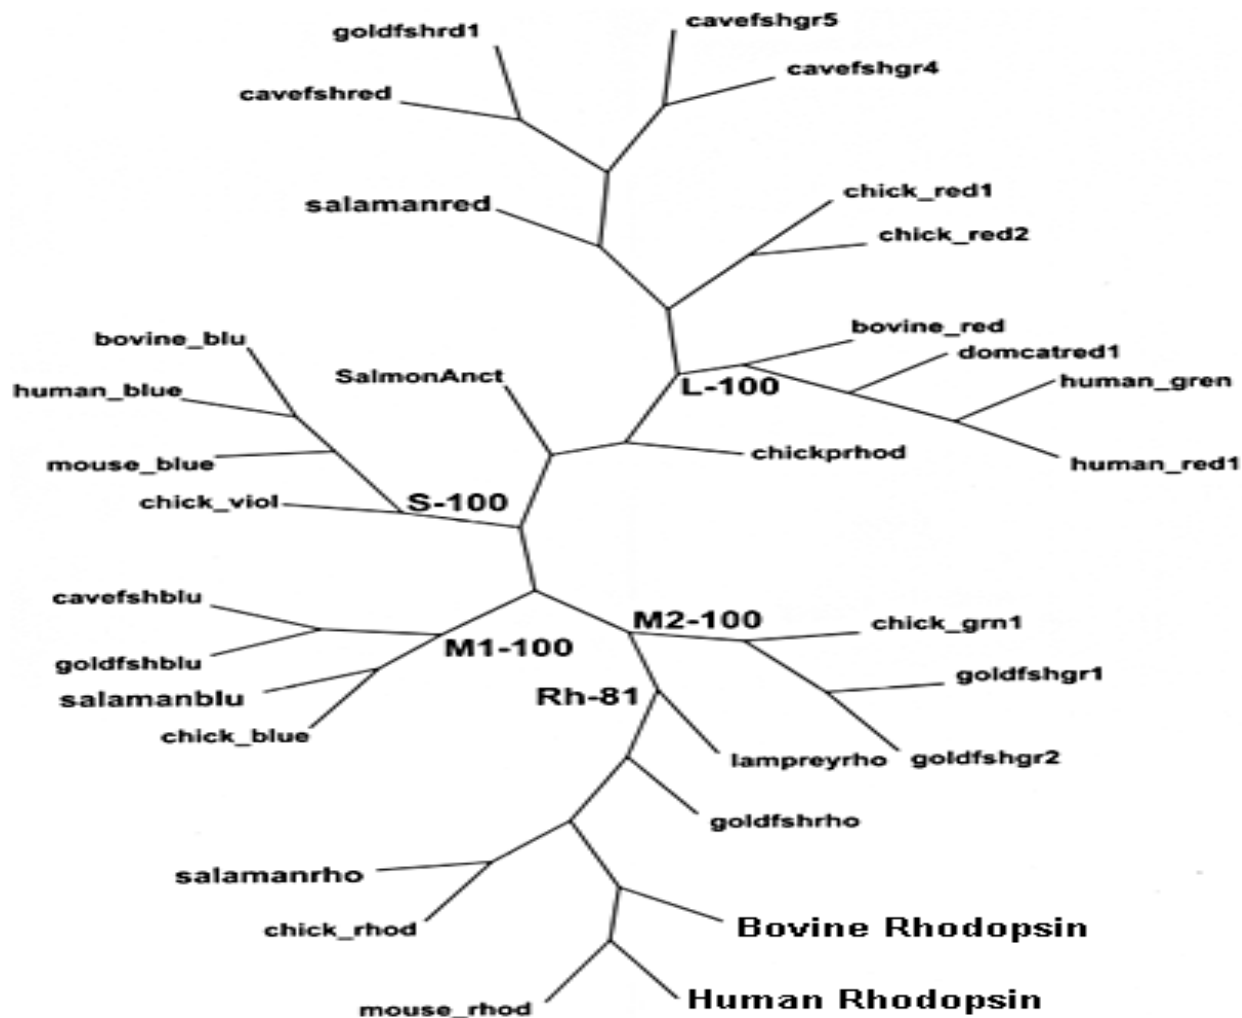 cavefshgr5
goldfshrd1
cavefshgr4
cavefshred
chick_red1
salamanred
chick_red2
bovine_red
bovine_blu
domcatred1
SalmonAnct
human_gren
L-100
human_blue
chickprhod
human_red1
mouse_blue
chick_viol
S-100
cavefshblu
M2-100
chick_grn1
M1-100
goldfshblu
goldfshgr1
salamanblu
Rh-81
chick_blue
lampreyrho
goldfshgr2
goldfshrho
salamanrho
chick_rhod
Bovine Rhodopsin
Human Rhodopsin
mouse_rhod